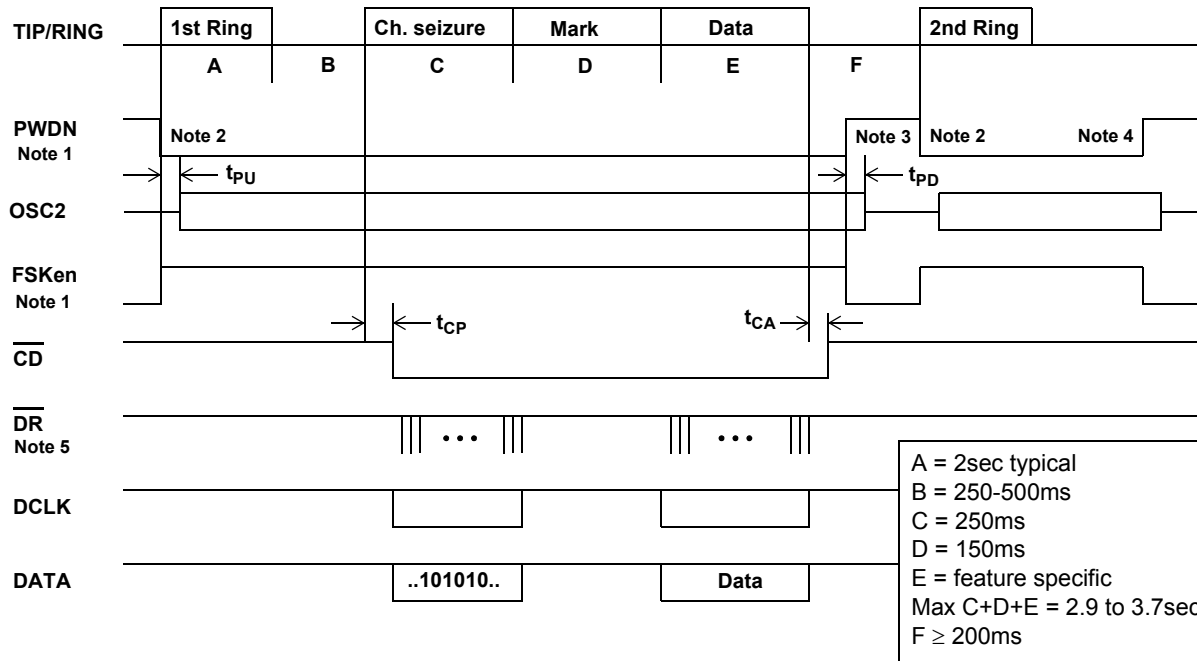 TIP/RING 1st Ring Ch. seizure Mark Data 2nd Ring
A B C D E F
PWDN Note 2 Note 3 Note 2 Note 4
Note 1
tPU tPD
OSC2
FSKen
Note 1
tCP tCA
CD
DR
Note 5
DCLK
DATA ..101010.. Data
A = 2sec typical
B = 250-500ms
C = 250ms
D = 150ms
E = feature specific
Max C+D+E = 2.9 to 3.7sec
F ≥ 200ms